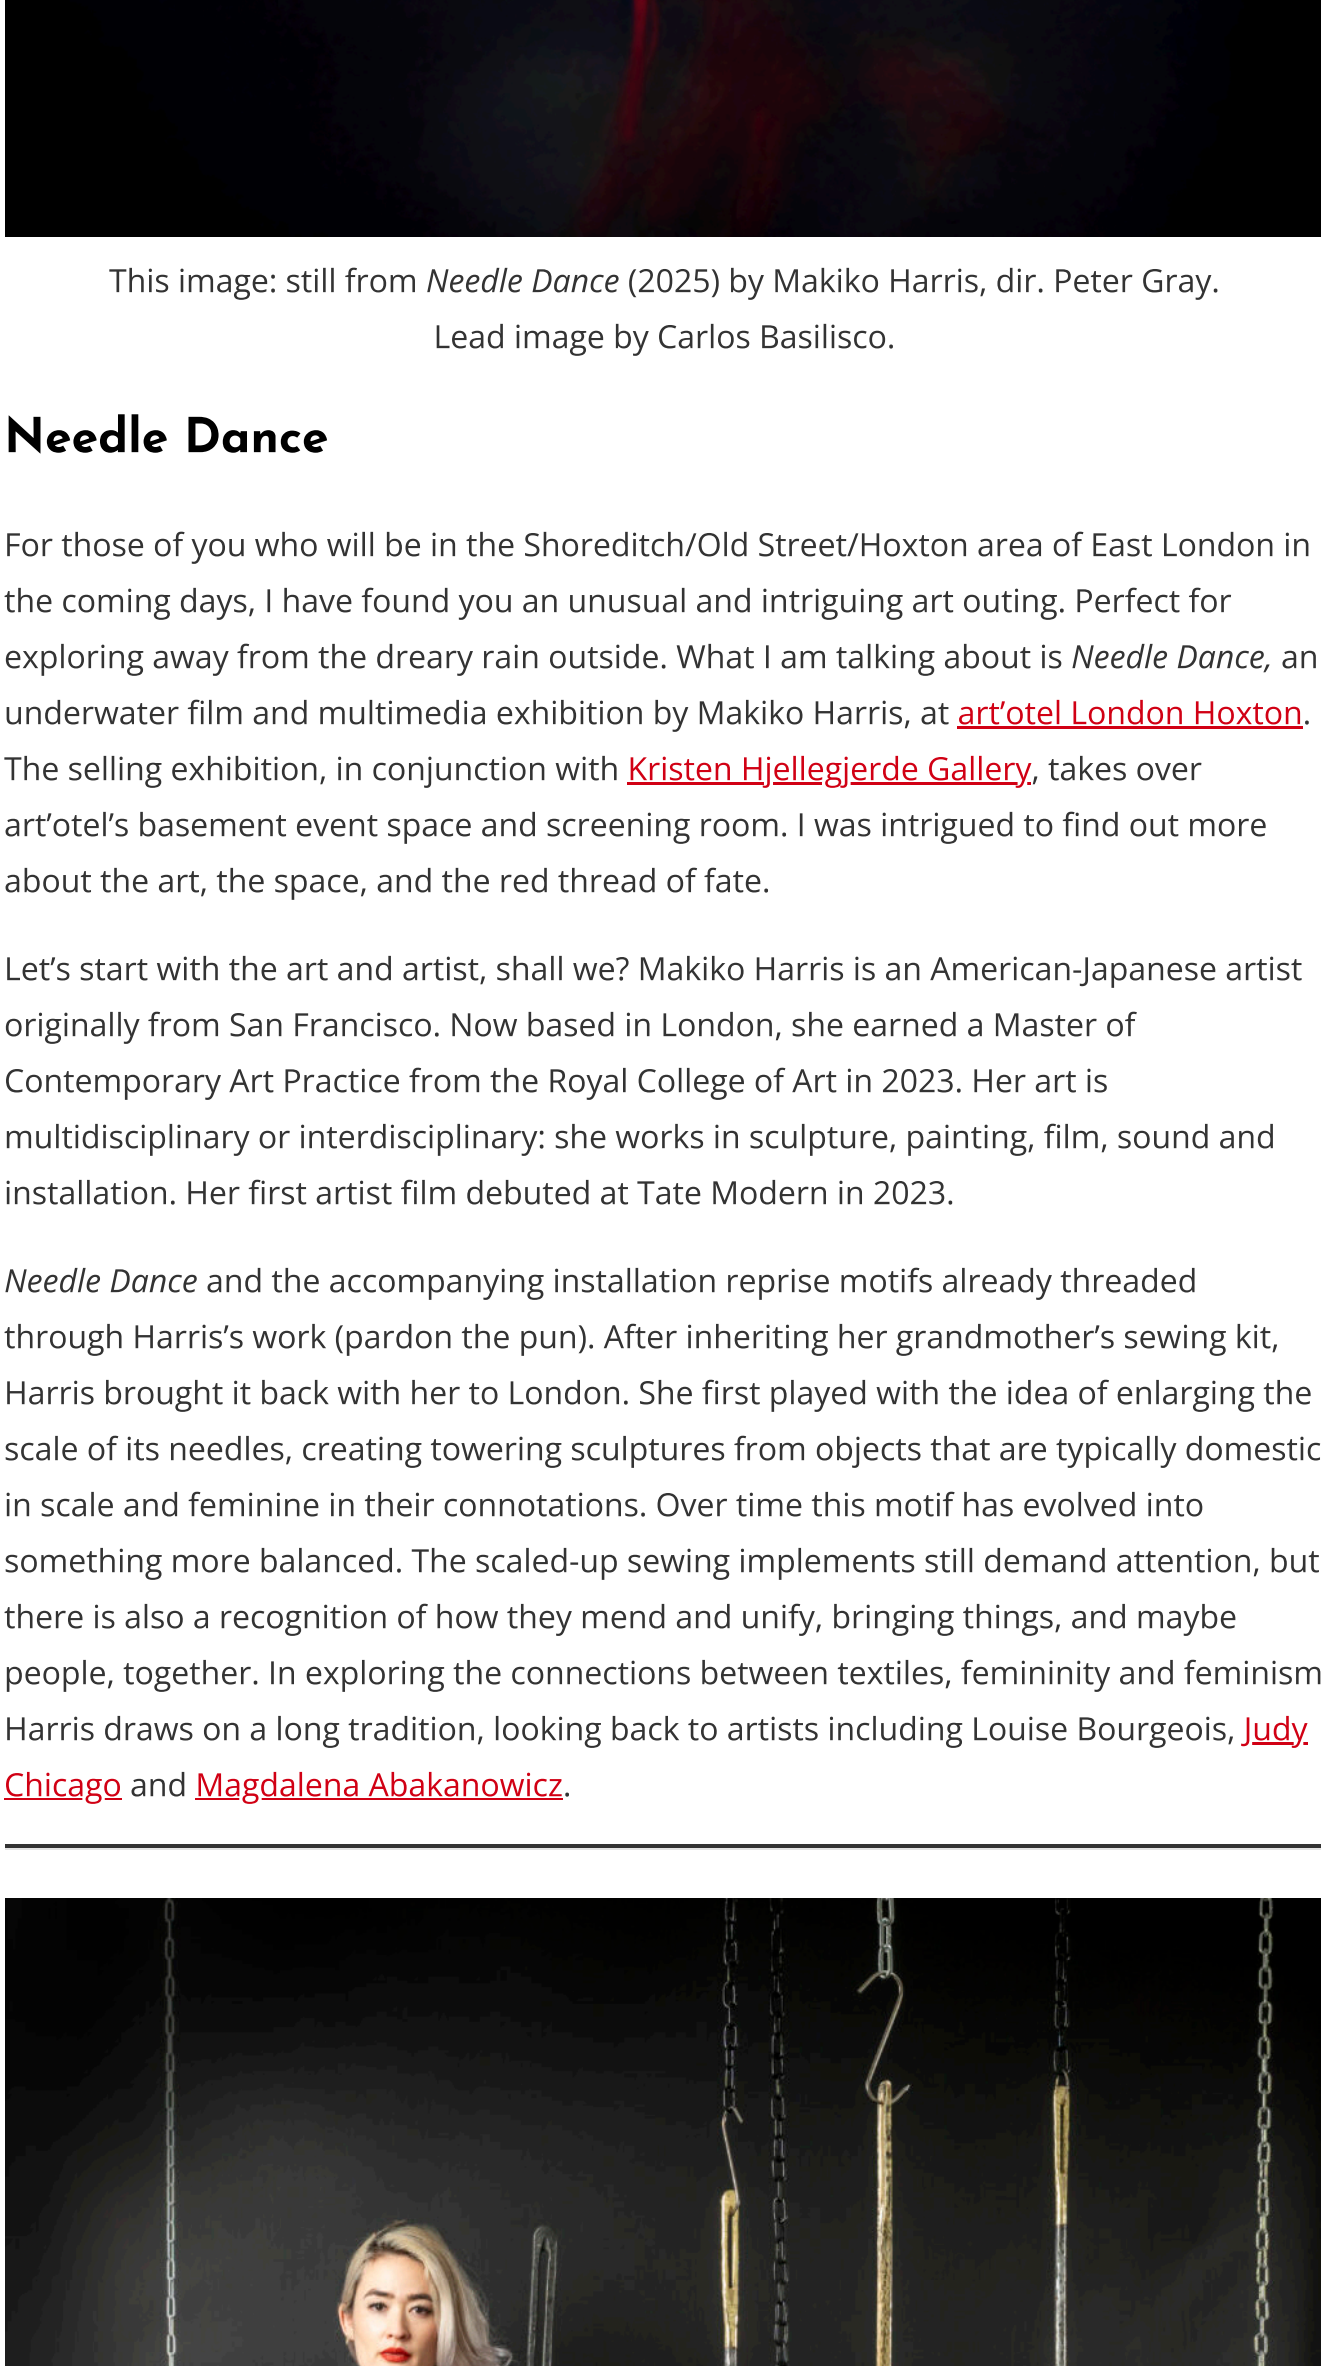 This image: still from Needle Dance (2025) by Makiko Harris, dir. Peter Gray.
Lead image by Carlos Basilisco.
Needle Dance
For those of you who will be in the Shoreditch/Old Street/Hoxton area of East London in
the coming days, I have found you an unusual and intriguing art outing. Perfect for
exploring away from the dreary rain outside. What I am talking about is Needle Dance, an
underwater film and multimedia exhibition by Makiko Harris, at art’otel London Hoxton.
The selling exhibition, in conjunction with Kristen Hjellegjerde Gallery, takes over
art’otel’s basement event space and screening room. I was intrigued to find out more
about the art, the space, and the red thread of fate.
Let’s start with the art and artist, shall we? Makiko Harris is an American-Japanese artist
originally from San Francisco. Now based in London, she earned a Master of
Contemporary Art Practice from the Royal College of Art in 2023. Her art is
multidisciplinary or interdisciplinary: she works in sculpture, painting, film, sound and
installation. Her first artist film debuted at Tate Modern in 2023.
Needle Dance and the accompanying installation reprise motifs already threaded
through Harris’s work (pardon the pun). After inheriting her grandmother’s sewing kit,
Harris brought it back with her to London. She first played with the idea of enlarging the
scale of its needles, creating towering sculptures from objects that are typically domestic
in scale and feminine in their connotations. Over time this motif has evolved into
something more balanced. The scaled-up sewing implements still demand attention, but
there is also a recognition of how they mend and unify, bringing things, and maybe
people, together. In exploring the connections between textiles, femininity and feminism
Harris draws on a long tradition, looking back to artists including Louise Bourgeois, Judy
Chicago and Magdalena Abakanowicz.